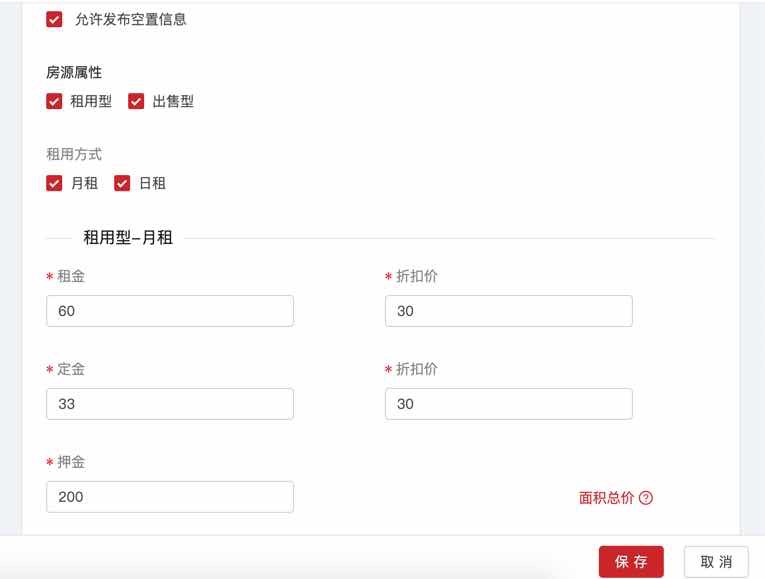 允许发布空置信息
房源属性
租用型 出售型
租用方式
月租 日租
租用型-月租
* 租金 * 折扣价
60 30
* 定金 * 折扣价
33 30
* 押金
200 面积总价 ?
保存 取消